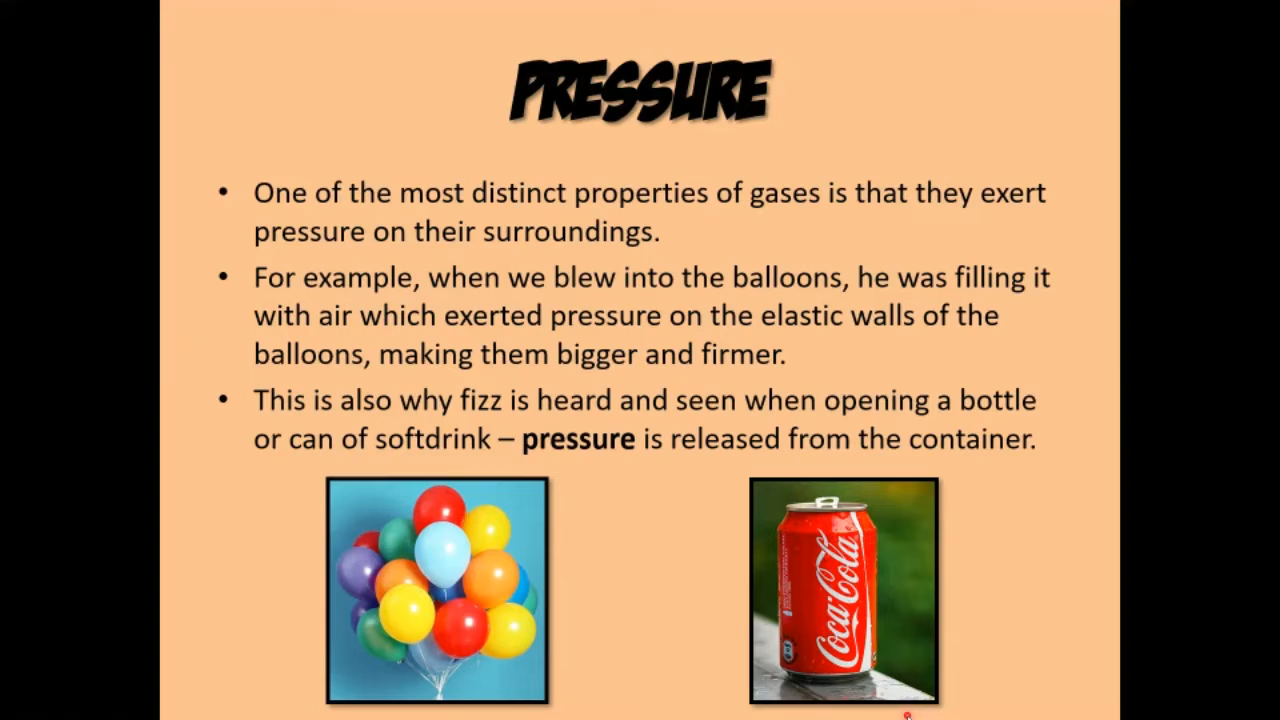 PRESSURE
• One of the most distinct properties of gases is that they exert
pressure on their surroundings.
• For example, when we blew into the balloons, he was filling it
with air which exerted pressure on the elastic walls of the
balloons, making them bigger and firmer.
• This is also why fizz is heard and seen when opening a bottle
or can of softdrink – pressure is released from the container.
Coca-Cola